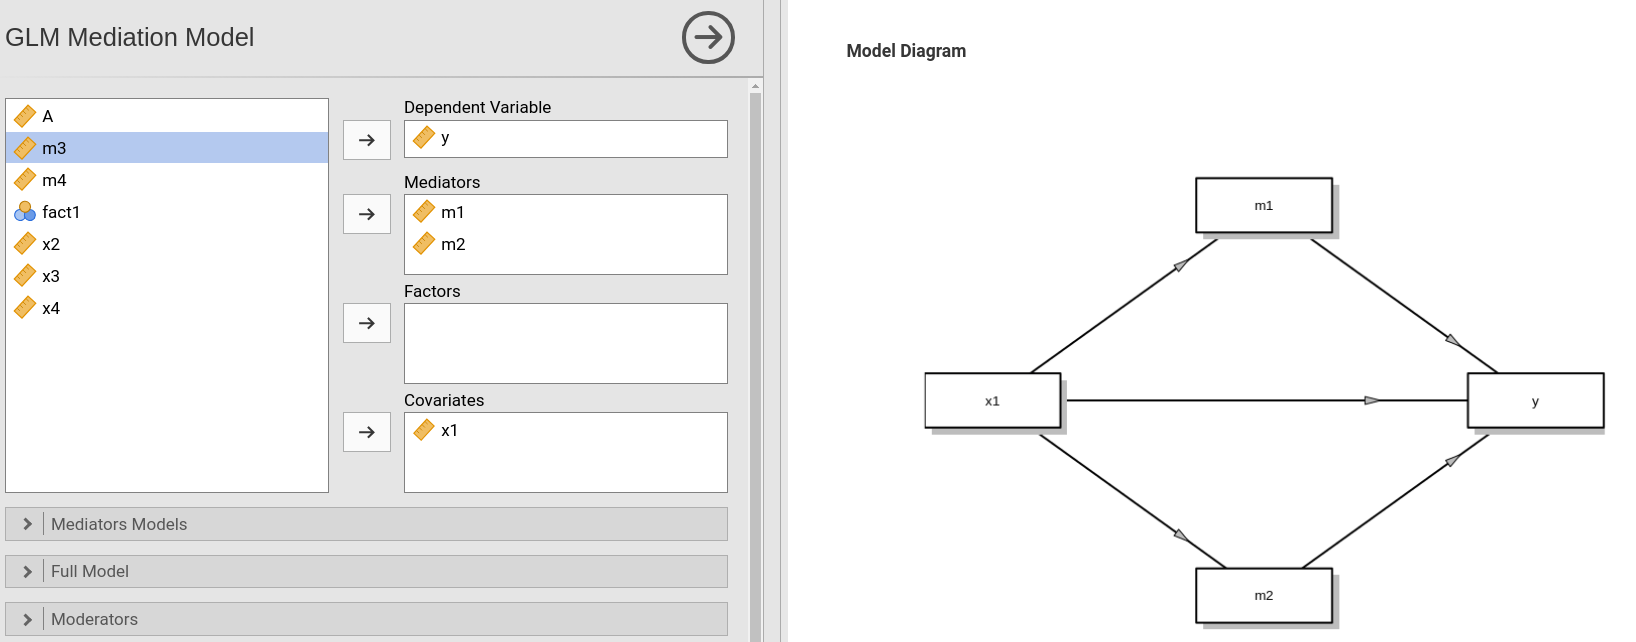 GLM Mediation Model
A
m3
m4
fact1
x2
x3
x4
Dependent Variable
y
Mediators
m1
m2
Factors
Covariates
x1
Mediators Models
Full Model
Moderators
Model Diagram
m1
x1
y
m2